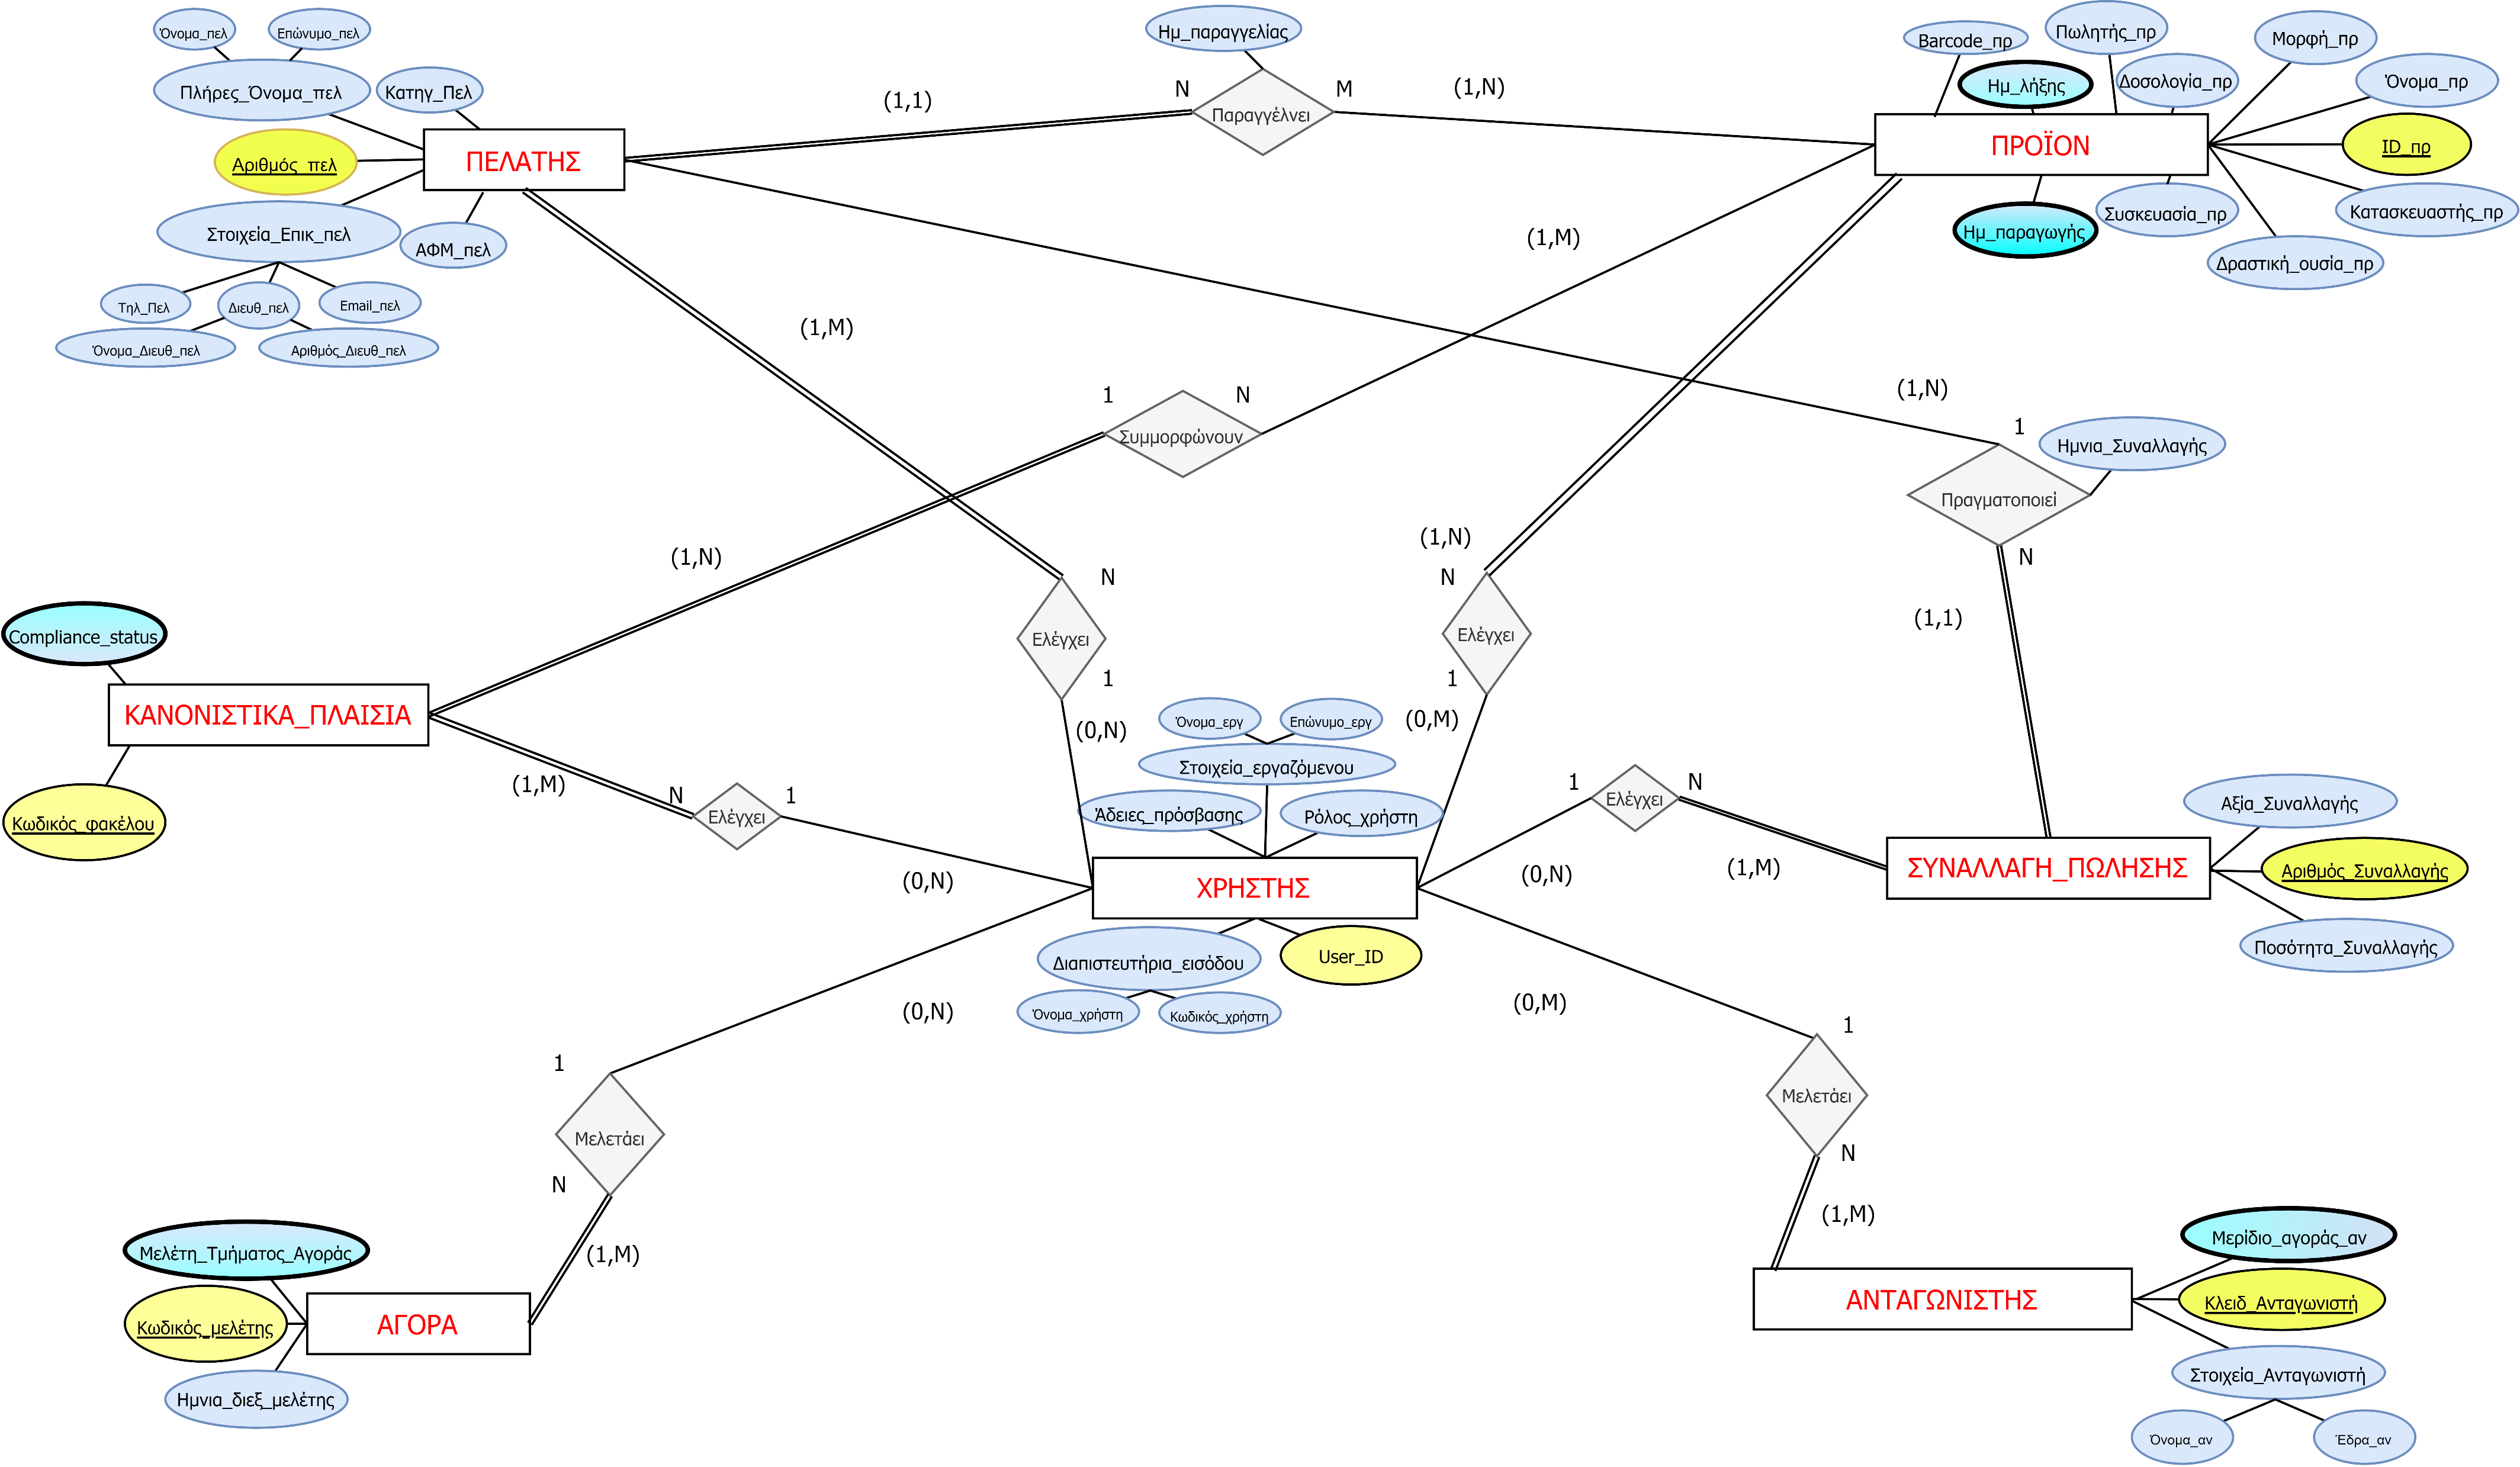 Όνομα_πελ
Επώνυμο_πελ
Πλήρες_Όνομα_πελ
Κατηγ_Πελ
Αριθμός_πελ
ΠΕΛΑΤΗΣ
Στοιχεία_Επικ_πελ
ΑΦΜ_πελ
Τηλ_Πελ
Διευθ_πελ
Email_πελ
Όνομα_Διευθ_πελ
Αριθμός_Διευθ_πελ
(1,1)
N
Ημ_παραγγελίας
Παραγγέλνει
M
(1,N)
Barcode_πρ
Πωλητής_πρ
Μορφή_πρ
Ημ_λήξης
Δοσολογία_πρ
Όνομα_πρ
ΠΡΟΪΟΝ
ID_πρ
Ημ_παραγωγής
Συσκευασία_πρ
Κατασκευαστής_πρ
Δραστική_ουσία_πρ
(1,M)
(1,M)
1
Συμμορφώνουν
N
(1,N)
(1,N)
1
Ημνια_Συναλλαγής
Πραγματοποιεί
N
(1,1)
N
Ελέγχει
1
(0,N)
(1,N)
N
Ελέγχει
1
(0,M)
Compliance_status
ΚΑΝΟΝΙΣΤΙΚΑ_ΠΛΑΙΣΙΑ
Κωδικός_φακέλου
(1,M)
N
Ελέγχει
1
(0,N)
Όνομα_εργ
Επώνυμο_εργ
Στοιχεία_εργαζόμενου
Άδειες_πρόσβασης
Ρόλος_χρήστη
ΧΡΗΣΤΗΣ
Διαπιστευτήρια_εισόδου
User_ID
Όνομα_χρήστη
Κωδικός_χρήστη
1
Ελέγχει
N
(0,N)
(1,M)
Αξία_Συναλλαγής
ΣΥΝΑΛΛΑΓΗ_ΠΩΛΗΣΗΣ
Αριθμός_Συναλλαγής
Ποσότητα_Συναλλαγής
(0,N)
1
Μελετάει
N
(1,M)
(0,M)
1
Μελετάει
N
(1,M)
Μελέτη_Τμήματος_Αγοράς
Κωδικός_μελέτης
ΑΓΟΡΑ
Ημνια_διεξ_μελέτης
Μερίδιο_αγοράς_αν
ΑΝΤΑΓΩΝΙΣΤΗΣ
Κλειδ_Ανταγωνιστή
Στοιχεία_Ανταγωνιστή
Όνομα_αν
Έδρα_αν